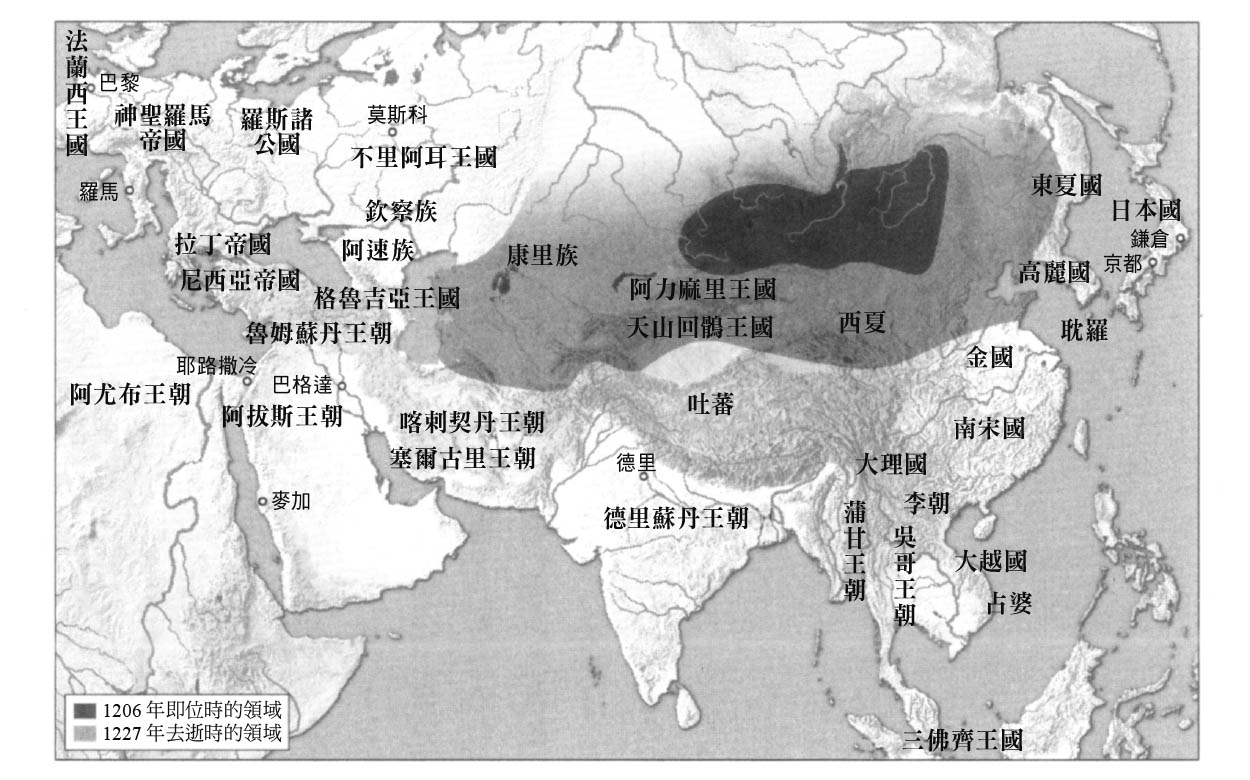 法蘭西王國
巴黎
神聖羅馬
帝國
羅斯諸
公國
莫斯科
不里阿耳王國
羅馬
欽察族
拉丁帝國
阿速族
康里族
尼西亞帝國
格魯吉亞王國
魯姆蘇丹王朝
耶路撒冷
巴格達
阿尤布王朝
阿拔斯王朝
喀剌契丹王朝
塞爾古里王朝
麥加
阿力麻里王國
天山回鶻王國
西夏
東夏國
日本國
鎌倉
京都
高麗國
耽羅
金國
吐蕃
南宋國
德里
大理國
德里蘇丹王朝
李朝
蒲甘王朝
吳哥王朝
大越國
占婆
三佛齊王國
1206 年即位時的領域
1227 年去逝時的領域